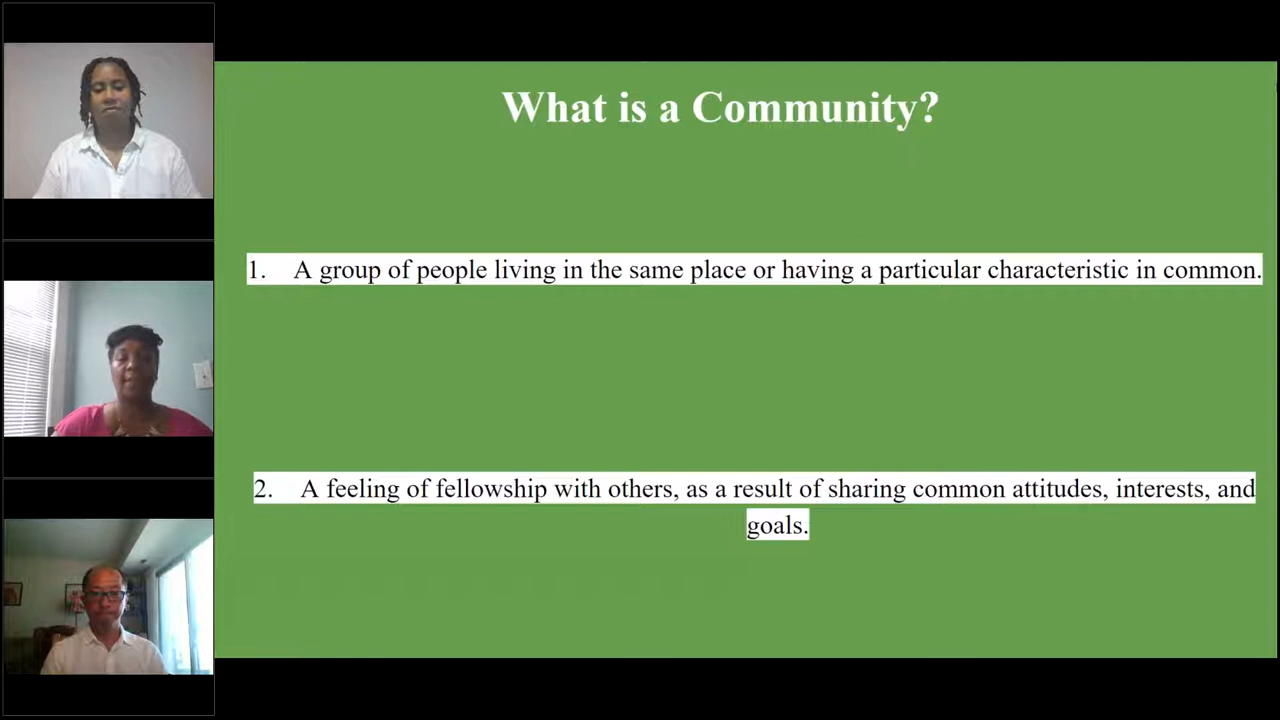 What is a Community?
1. A group of people living in the same place or having a particular characteristic in common.
2. A feeling of fellowship with others, as a result of sharing common attitudes, interests, and
goals.